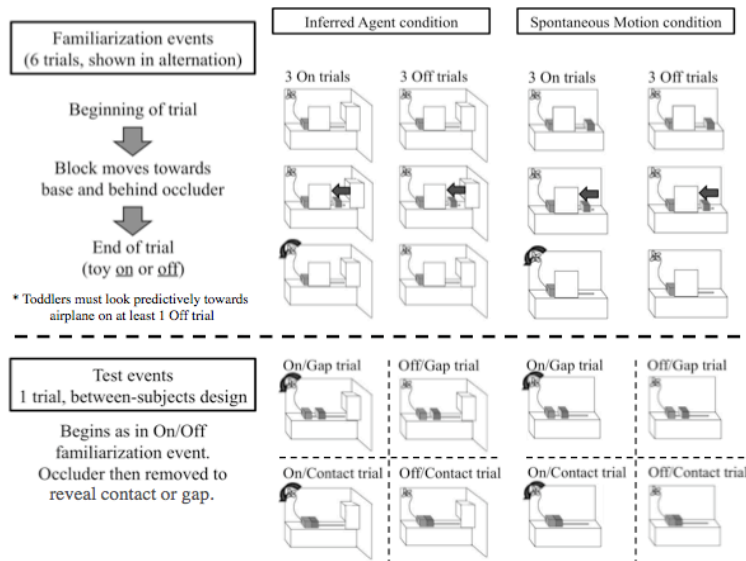 Familiarization events
(6 trials, shown in alternation)
Beginning of trial
Block moves towards
base and behind occluder
End of trial
(toy on or off)
* Toddlers must look predictively towards
airplane on at least 1 Off trial
Inferred Agent condition
3 On trials
3 Off trials
Spontaneous Motion condition
3 On trials
3 Off trials
Test events
1 trial, between-subjects design
Begins as in On/Off
familiarization event.
Occluder then removed to
reveal contact or gap.
On/Gap trial
Off/Gap trial
On/Contact trial
Off/Contact trial
On/Gap trial
Off/Gap trial
On/Contact trial
Off/Contact trial